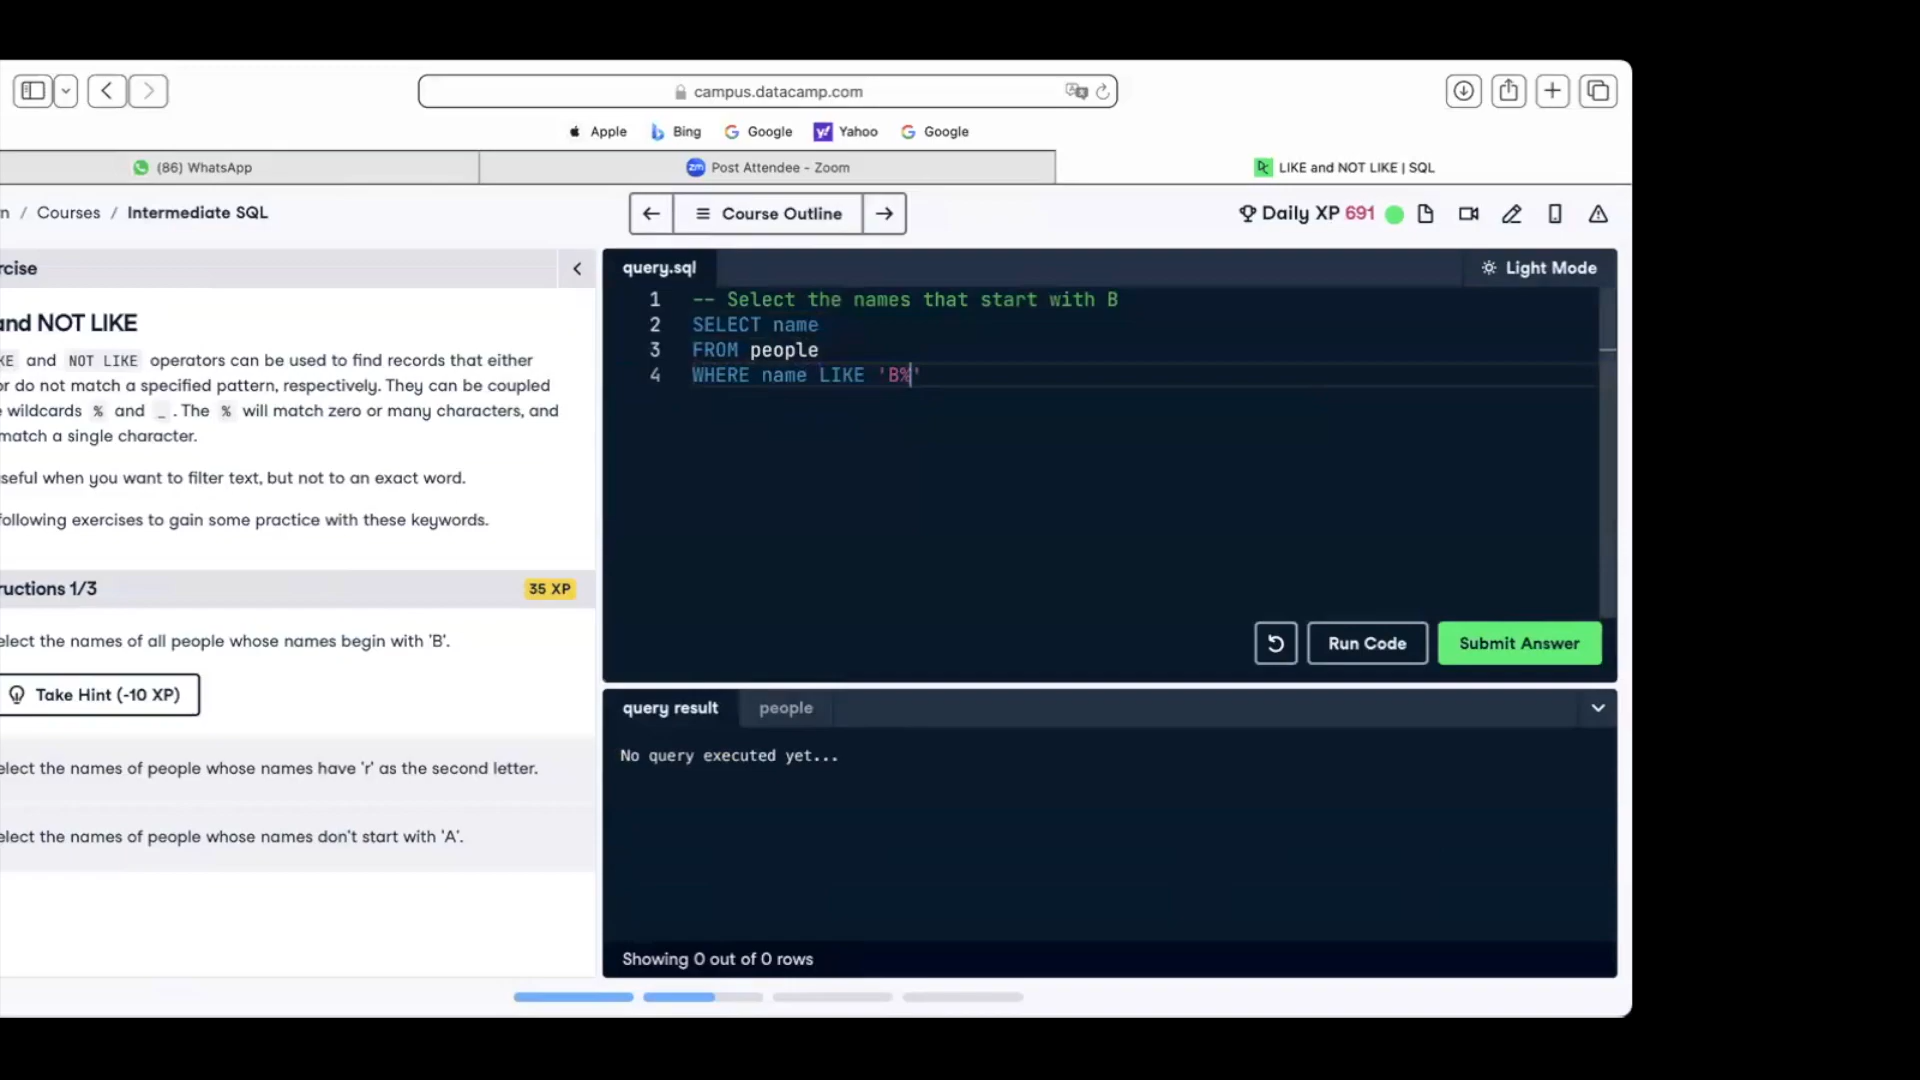 campus.datacamp.com
Apple Bing Google Yahoo Google
(86) WhatsApp Post Attendee - Zoom LIKE and NOT LIKE | SQL
n / Courses / Intermediate SQL
Course Outline
Daily XP 691
rcise
and NOT LIKE
KE and NOT LIKE operators can be used to find records that either
or do not match a specified pattern, respectively. They can be coupled
e wildcards % and _ . The % will match zero or many characters, and
match a single character.
seful when you want to filter text, but not to an exact word.
following exercises to gain some practice with these keywords.
ructions 1/3 35 XP
elect the names of all people whose names begin with 'B'.
Take Hint (-10 XP)
elect the names of people whose names have 'r' as the second letter.
elect the names of people whose names don't start with 'A'.
query.sql Light Mode
1 -- Select the names that start with B
2 SELECT name
3 FROM people
4 WHERE name LIKE 'B%'
Run Code Submit Answer
query result people
No query executed yet...
Showing 0 out of 0 rows